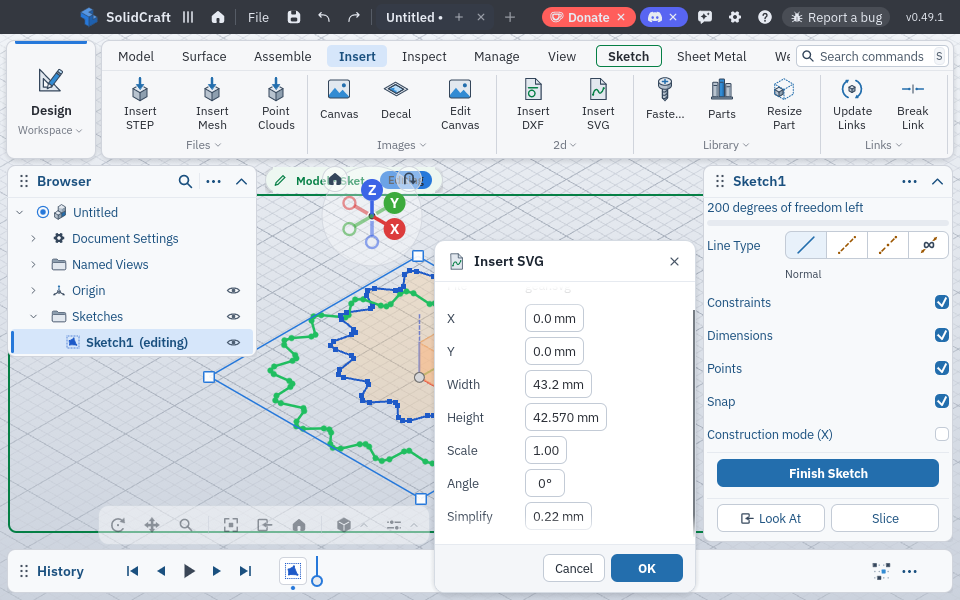 SolidCraft File Untitled • Donate Report a bug v0.49.1
Model Surface Assemble Insert Inspect Manage View Sketch Sheet Metal Search commands S
Design
Workspace
Insert STEP
Insert Mesh
Point Clouds
Files
Canvas
Decal
Edit Canvas
Images
Insert DXF
Insert SVG
2d
Faste...
Parts
Resize Part
Library
Update Links
Break Link
Links
Browser
Untitled
Document Settings
Named Views
Origin
Sketches
Sketch1 (editing)
Z
Y
X
Insert SVG
X 0.0 mm
Y 0.0 mm
Width 43.2 mm
Height 42.570 mm
Scale 1.00
Angle 0°
Simplify 0.22 mm
Cancel OK
Sketch1
200 degrees of freedom left
Line Type
Normal
Constraints
Dimensions
Points
Snap
Construction mode (X)
Finish Sketch
Look At Slice
History